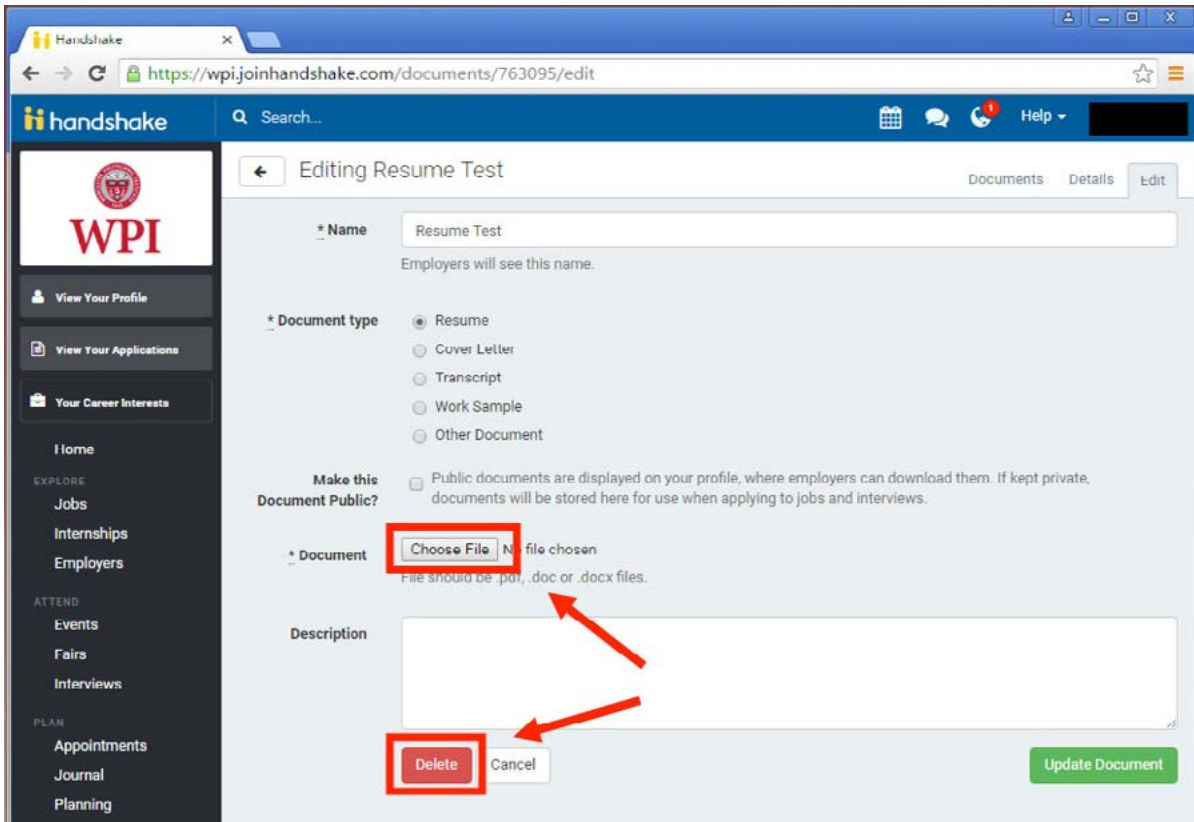 Handshake
https://wpi.joinhandshake.com/documents/763095/edit
handshake
Search...
1
Help
WPI
View Your Profile
View Your Applications
Your Career Interests
Home
EXPLORE
Jobs
Internships
Employers
ATTEND
Events
Fairs
Interviews
PLAN
Appointments
Journal
Planning
Editing Resume Test
Documents Details Edit
* Name Resume Test
Employers will see this name.
* Document type Resume
Cover Letter
Transcript
Work Sample
Other Document
Make this Document Public?
Public documents are displayed on your profile, where employers can download them. If kept private,
documents will be stored here for use when applying to jobs and interviews.
* Document Choose File No file chosen
File should be .pdf, .doc or .docx files.
Description
Delete Cancel Update Document